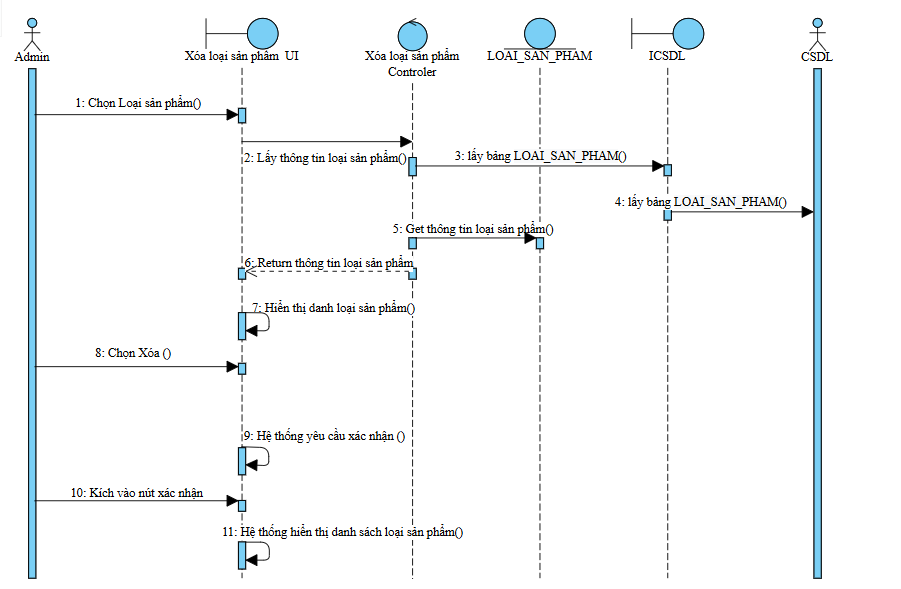 Admin
Xóa loại sản phẩm UI
Xóa loại sản phẩm
Controler
LOAI_SAN_PHAM
ICSDL
CSDL
1: Chọn Loại sản phẩm()
2: Lấy thông tin loại sản phẩm()
3: lấy bảng LOAI_SAN_PHAM()
4: lấy bảng LOAI_SAN_PHAM()
5: Get thông tin loại sản phẩm()
6: Return thông tin loại sản phẩm
7: Hiển thị danh loại sản phẩm()
8: Chọn Xóa ()
9: Hệ thống yêu cầu xác nhận ()
10: Kích vào nút xác nhận
11: Hệ thống hiển thị danh sách loại sản phẩm()